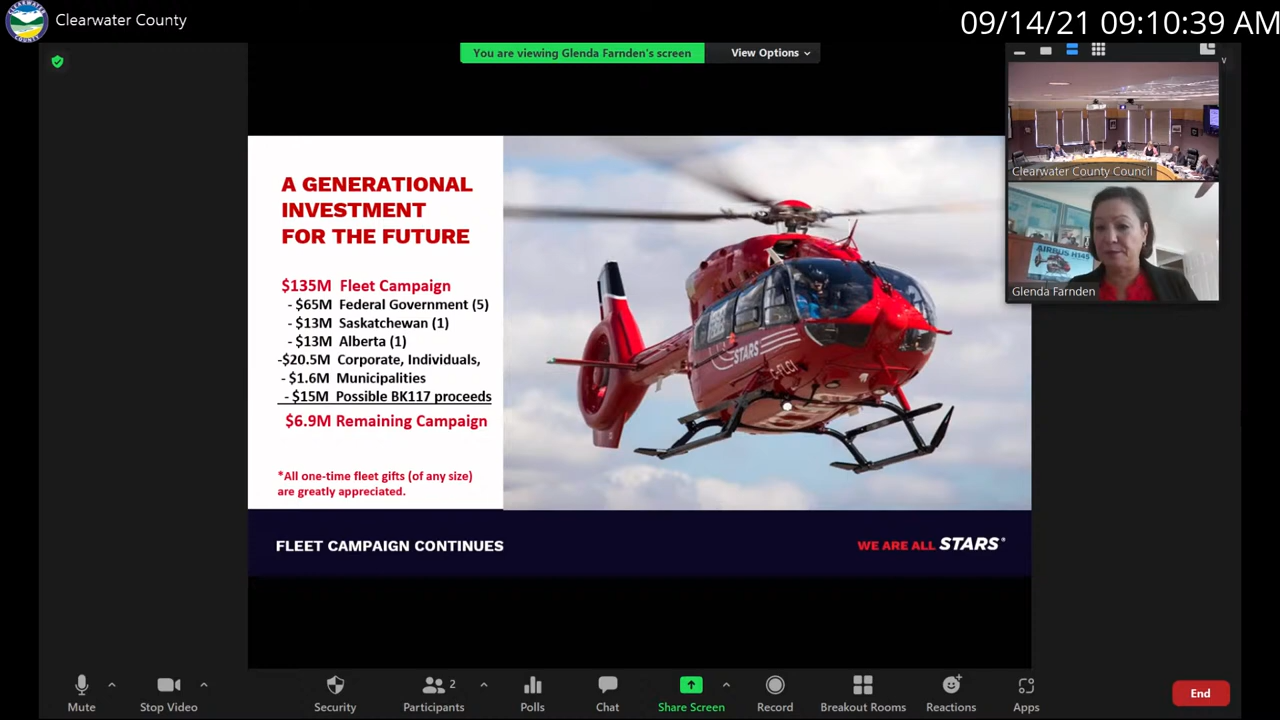 Clearwater County
09/14/21 09:10:39 AM
You are viewing Glenda Farnden's screen
View Options
A GENERATIONAL
INVESTMENT
FOR THE FUTURE
$135M Fleet Campaign
- $65M Federal Government (5)
- $13M Saskatchewan (1)
- $13M Alberta (1)
-$20.5M Corporate, Individuals,
- $1.6M Municipalities
- $15M Possible BK117 proceeds
$6.9M Remaining Campaign
*All one-time fleet gifts (of any size)
are greatly appreciated.
STARS
C-FLCI
FLEET CAMPAIGN CONTINUES
WE ARE ALL STARS
Clearwater County Council
AIRBUS H145
Glenda Farnden
Mute
Stop Video
Security
Participants
2
Polls
Chat
Share Screen
Record
Breakout Rooms
Reactions
Apps
End